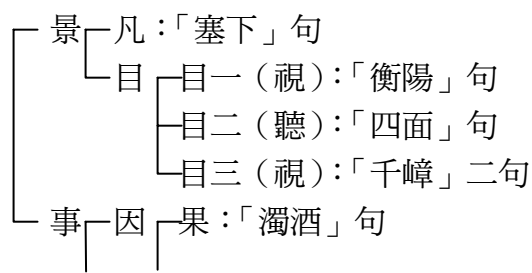 景 凡：「塞下」句
目 目一（視）：「衡陽」句
目二（聽）：「四面」句
目三（視）：「千嶂」二句
事 因 果：「濁酒」句